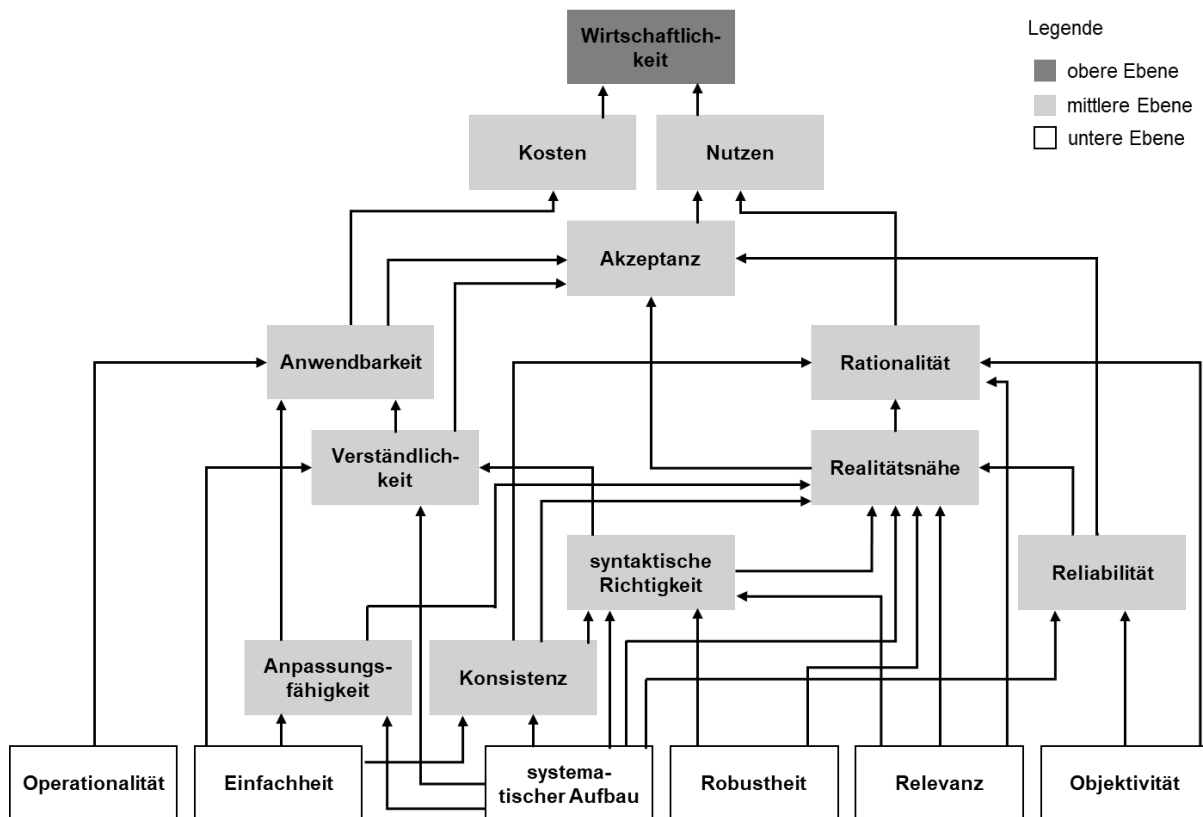 Wirtschaftlich-
keit
Legende
obere Ebene
mittlere Ebene
untere Ebene
Kosten
Nutzen
Akzeptanz
Anwendbarkeit
Rationalität
Verständlich-
keit
Realitätsnähe
syntaktische
Richtigkeit
Reliabilität
Anpassungs-
fähigkeit
Konsistenz
Operationalität
Einfachheit
systema-
tischer Aufbau
Robustheit
Relevanz
Objektivität